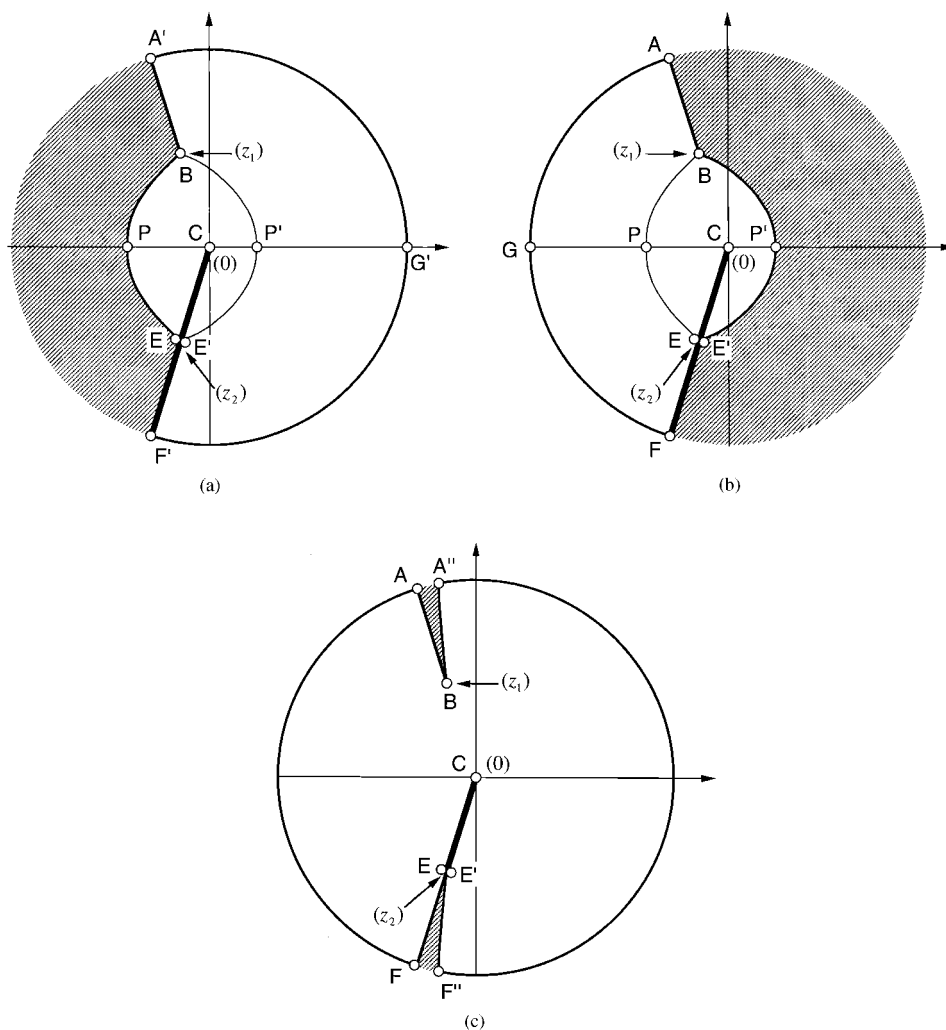 A'
(z₁)
B
P
C
P'
(0)
G'
E
E'
(z₂)
F'
(a)
A
(z₁)
B
G
P
C
P'
(0)
E
E'
(z₂)
F
(b)
A
A''
(z₁)
B
C
(0)
E
E'
(z₂)
F
F''
(c)